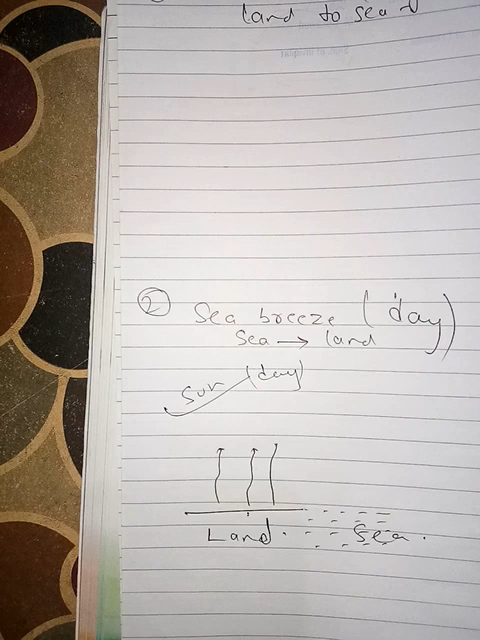 land to sea
② Sea breeze (day)
Sea → land
Sun (day)
Land. Sea.